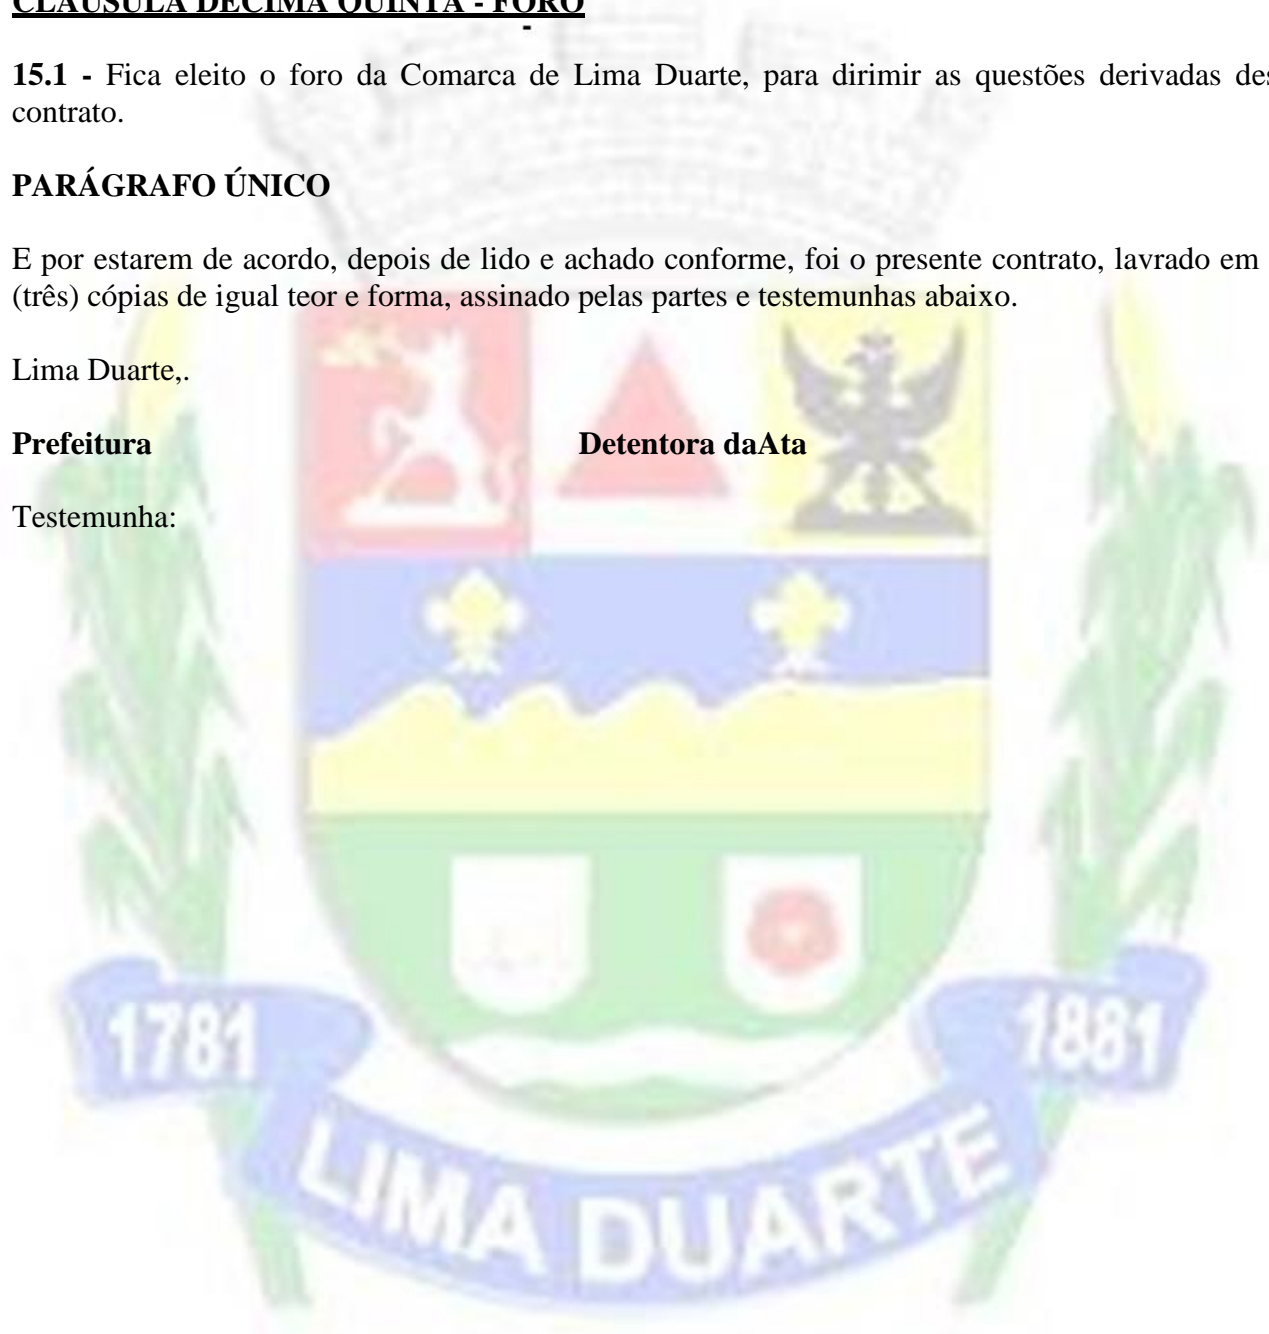 CLÁUSULA DÉCIMA QUINTA - FORO
-
15.1 - Fica eleito o foro da Comarca de Lima Duarte, para dirimir as questões derivadas
contrato.
PARÁGRAFO ÚNICO
E por estarem de acordo, depois de lido e achado conforme, foi o presente contrato, lavrado em
(três) cópias de igual teor e forma, assinado pelas partes e testemunhas abaixo.
Lima Duarte,.
Prefeitura Detentora daAta
Testemunha:
1781 1881
LIMA DUARTE